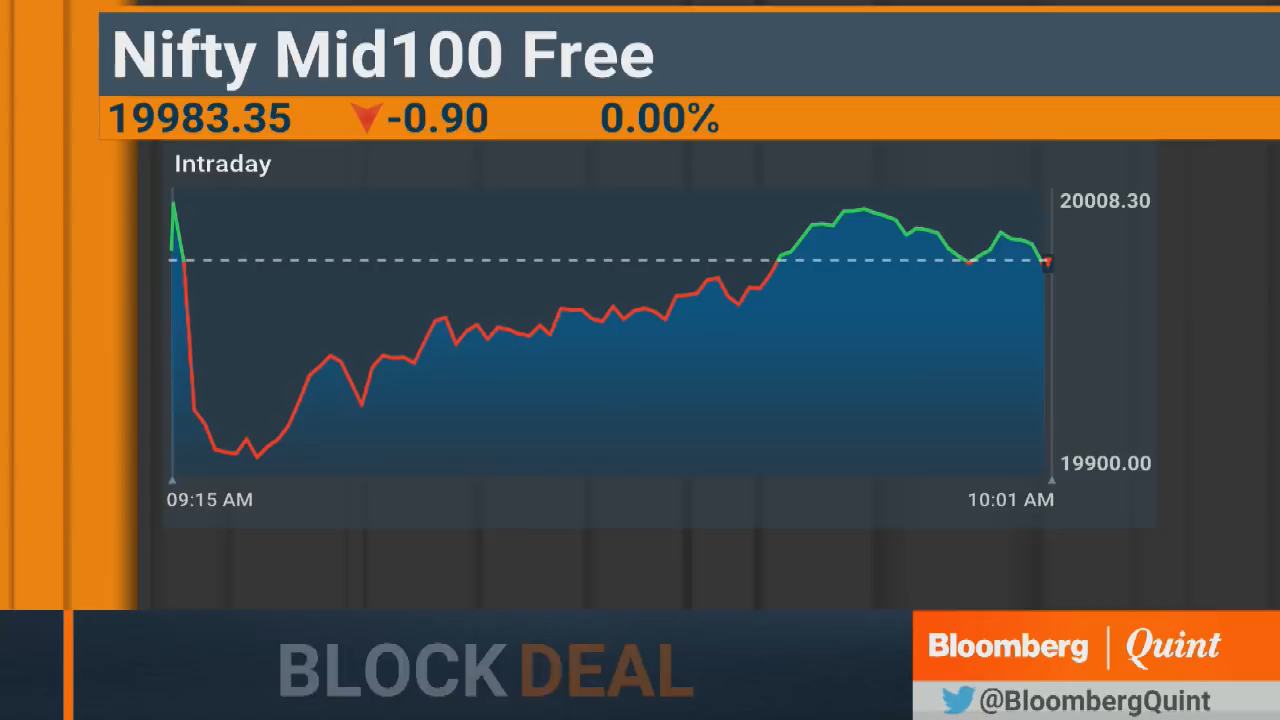 Nifty Mid100 Free
19983.35 -0.90 0.00%
Intraday
20008.30
19900.00
09:15 AM 10:01 AM
BLOCK DEAL
Bloomberg | Quint
@BloombergQuint